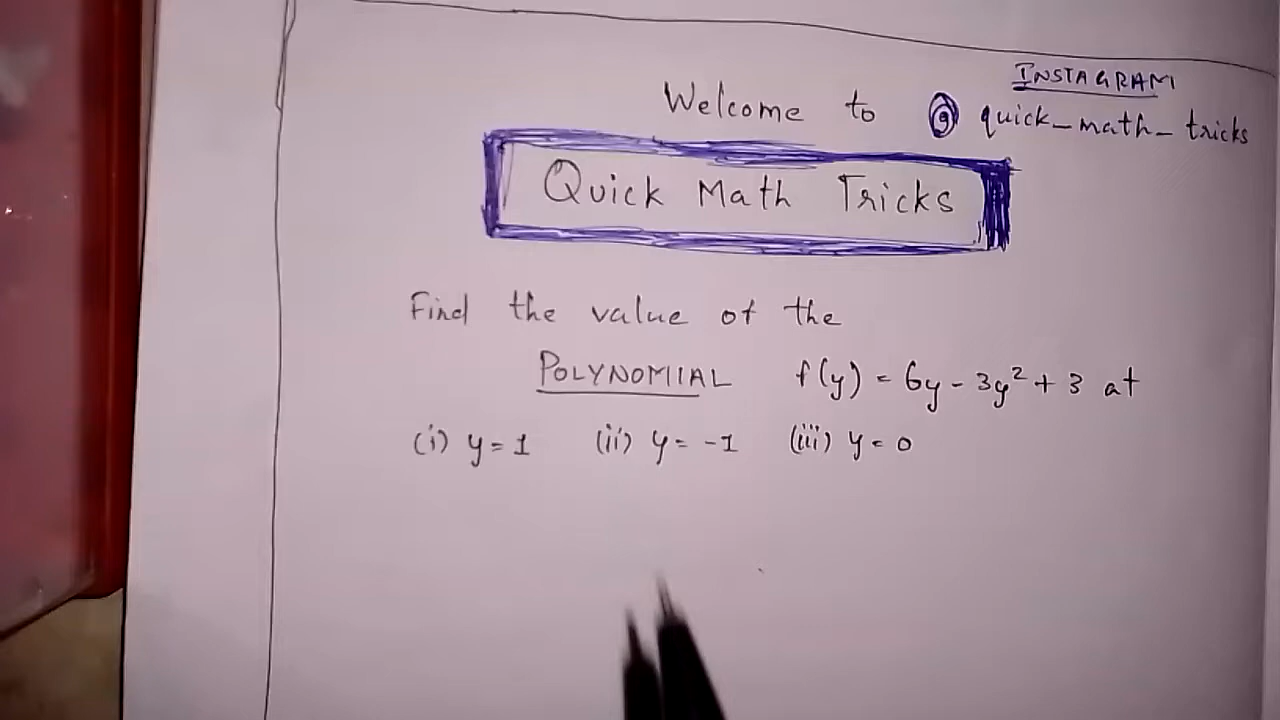 INSTAGRAM
Welcome to @ quick_math_tricks
Quick Math Tricks
Find the value of the
POLYNOMIAL f(y) = 6y - 3y² + 3 at
(i) y = 1 (ii) y = -1 (iii) y = 0